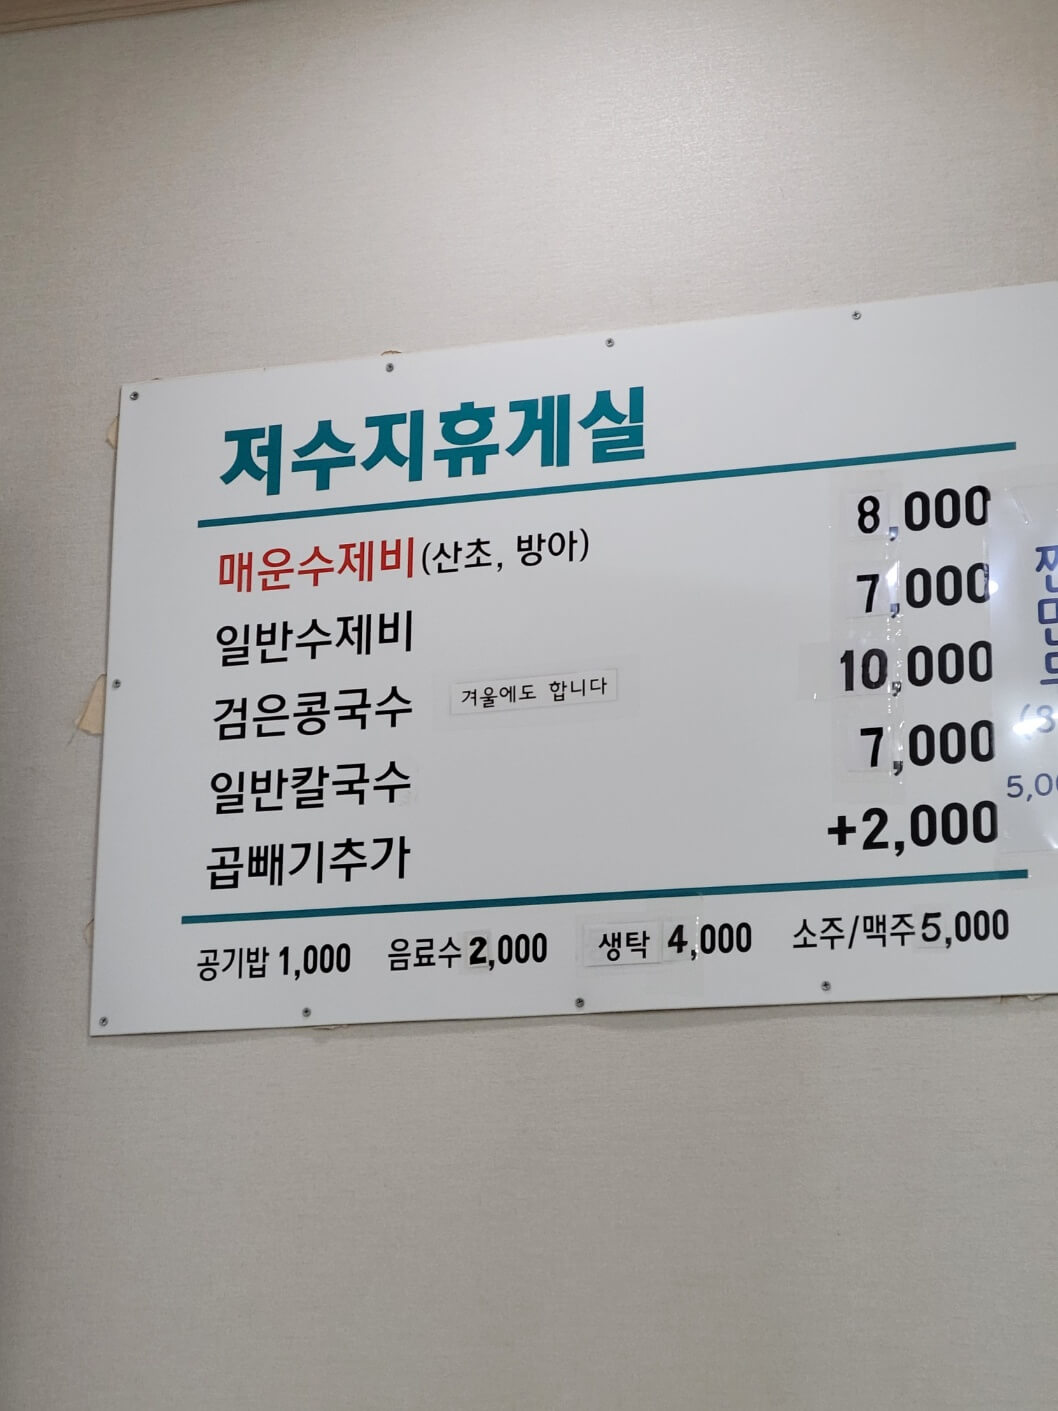 저수지휴게실
매운수제비(산초, 방아) 8,000
일반수제비 7,000
검은콩국수 겨울에도 합니다 10,000
일반칼국수 7,000
곱빼기추가 +2,000
공기밥 1,000 음료수 2,000 생탁 4,000 소주/맥주 5,000